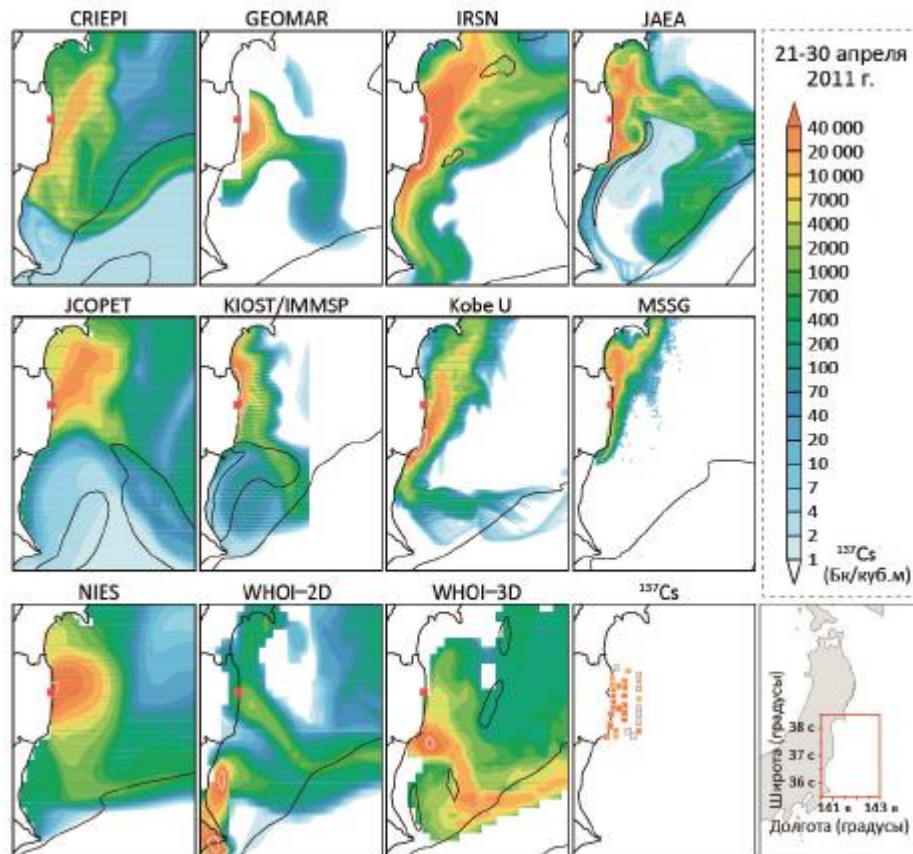 CRIEPI
GEOMAR
IRSN
JAEA
21-30 апреля
2011 г.
40 000
20 000
10 000
7000
4000
2000
1000
700
400
200
100
70
40
20
10
7
4
2
1
¹³⁷Cs
(Бк/куб.м)
JCOPET
KIOST/IMMSP
Kobe U
MSSG
NIES
WHOI–2D
WHOI–3D
¹³⁷Cs
Широта (градусы)
38 с
37 с
36 с
141 в 143 в
Долгота (градусы)